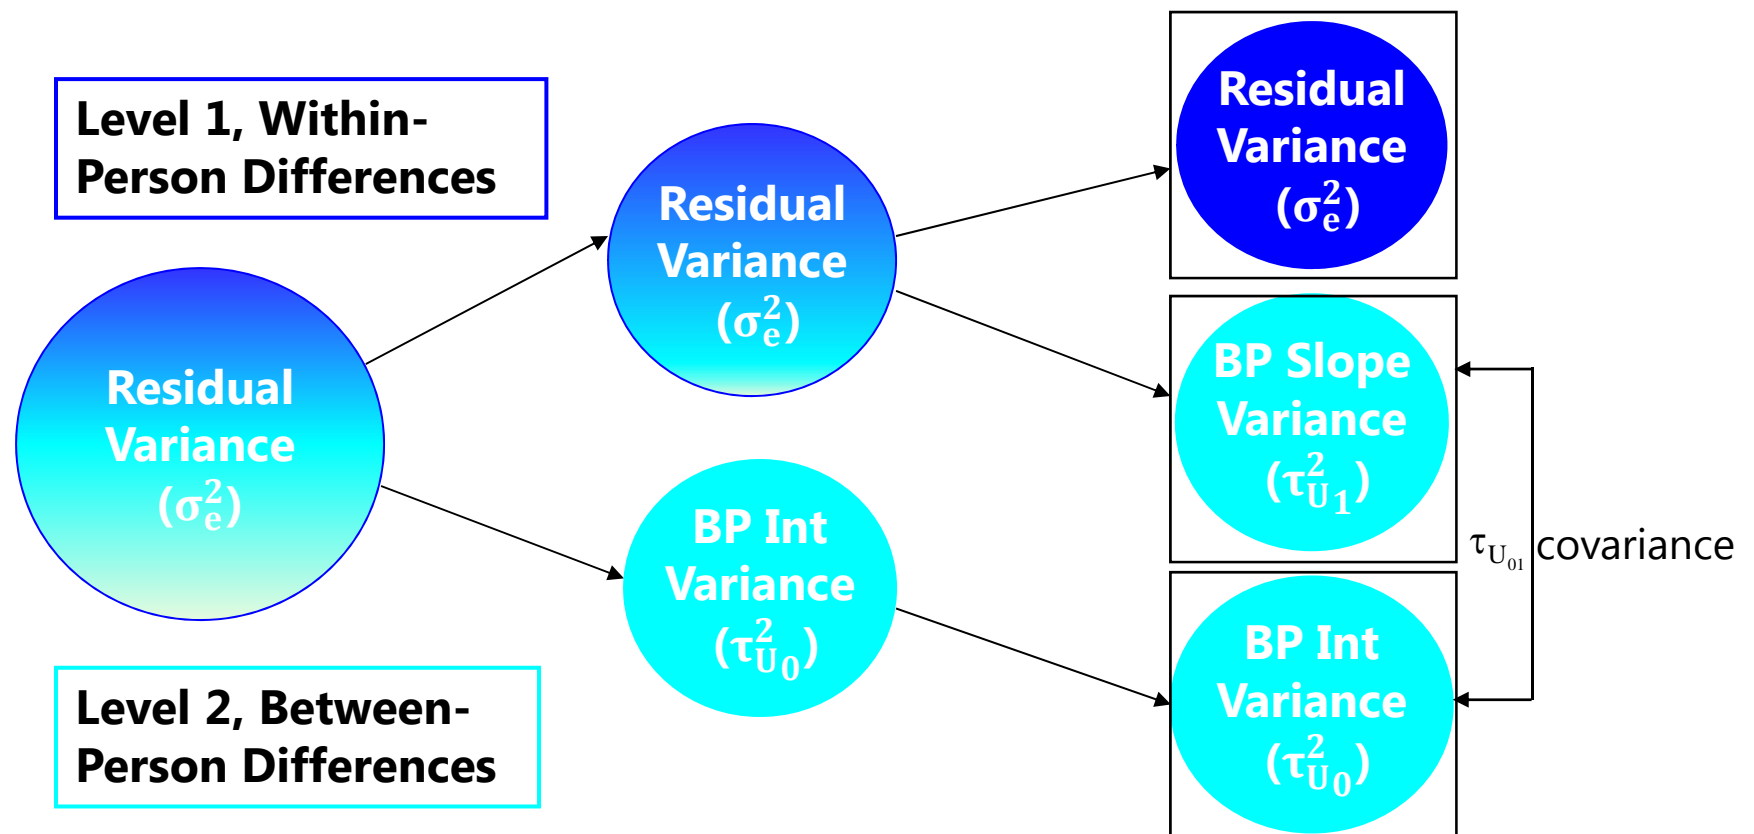 Level 1, Within-
Person Differences
Residual
Variance
(σ²ₑ)
Level 2, Between-
Person Differences
Residual
Variance
(σ²ₑ)
BP Int
Variance
(τ²U₀)
Residual
Variance
(σ²ₑ)
BP Slope
Variance
(τ²U₁)
BP Int
Variance
(τ²U₀)
τU₀₁ covariance